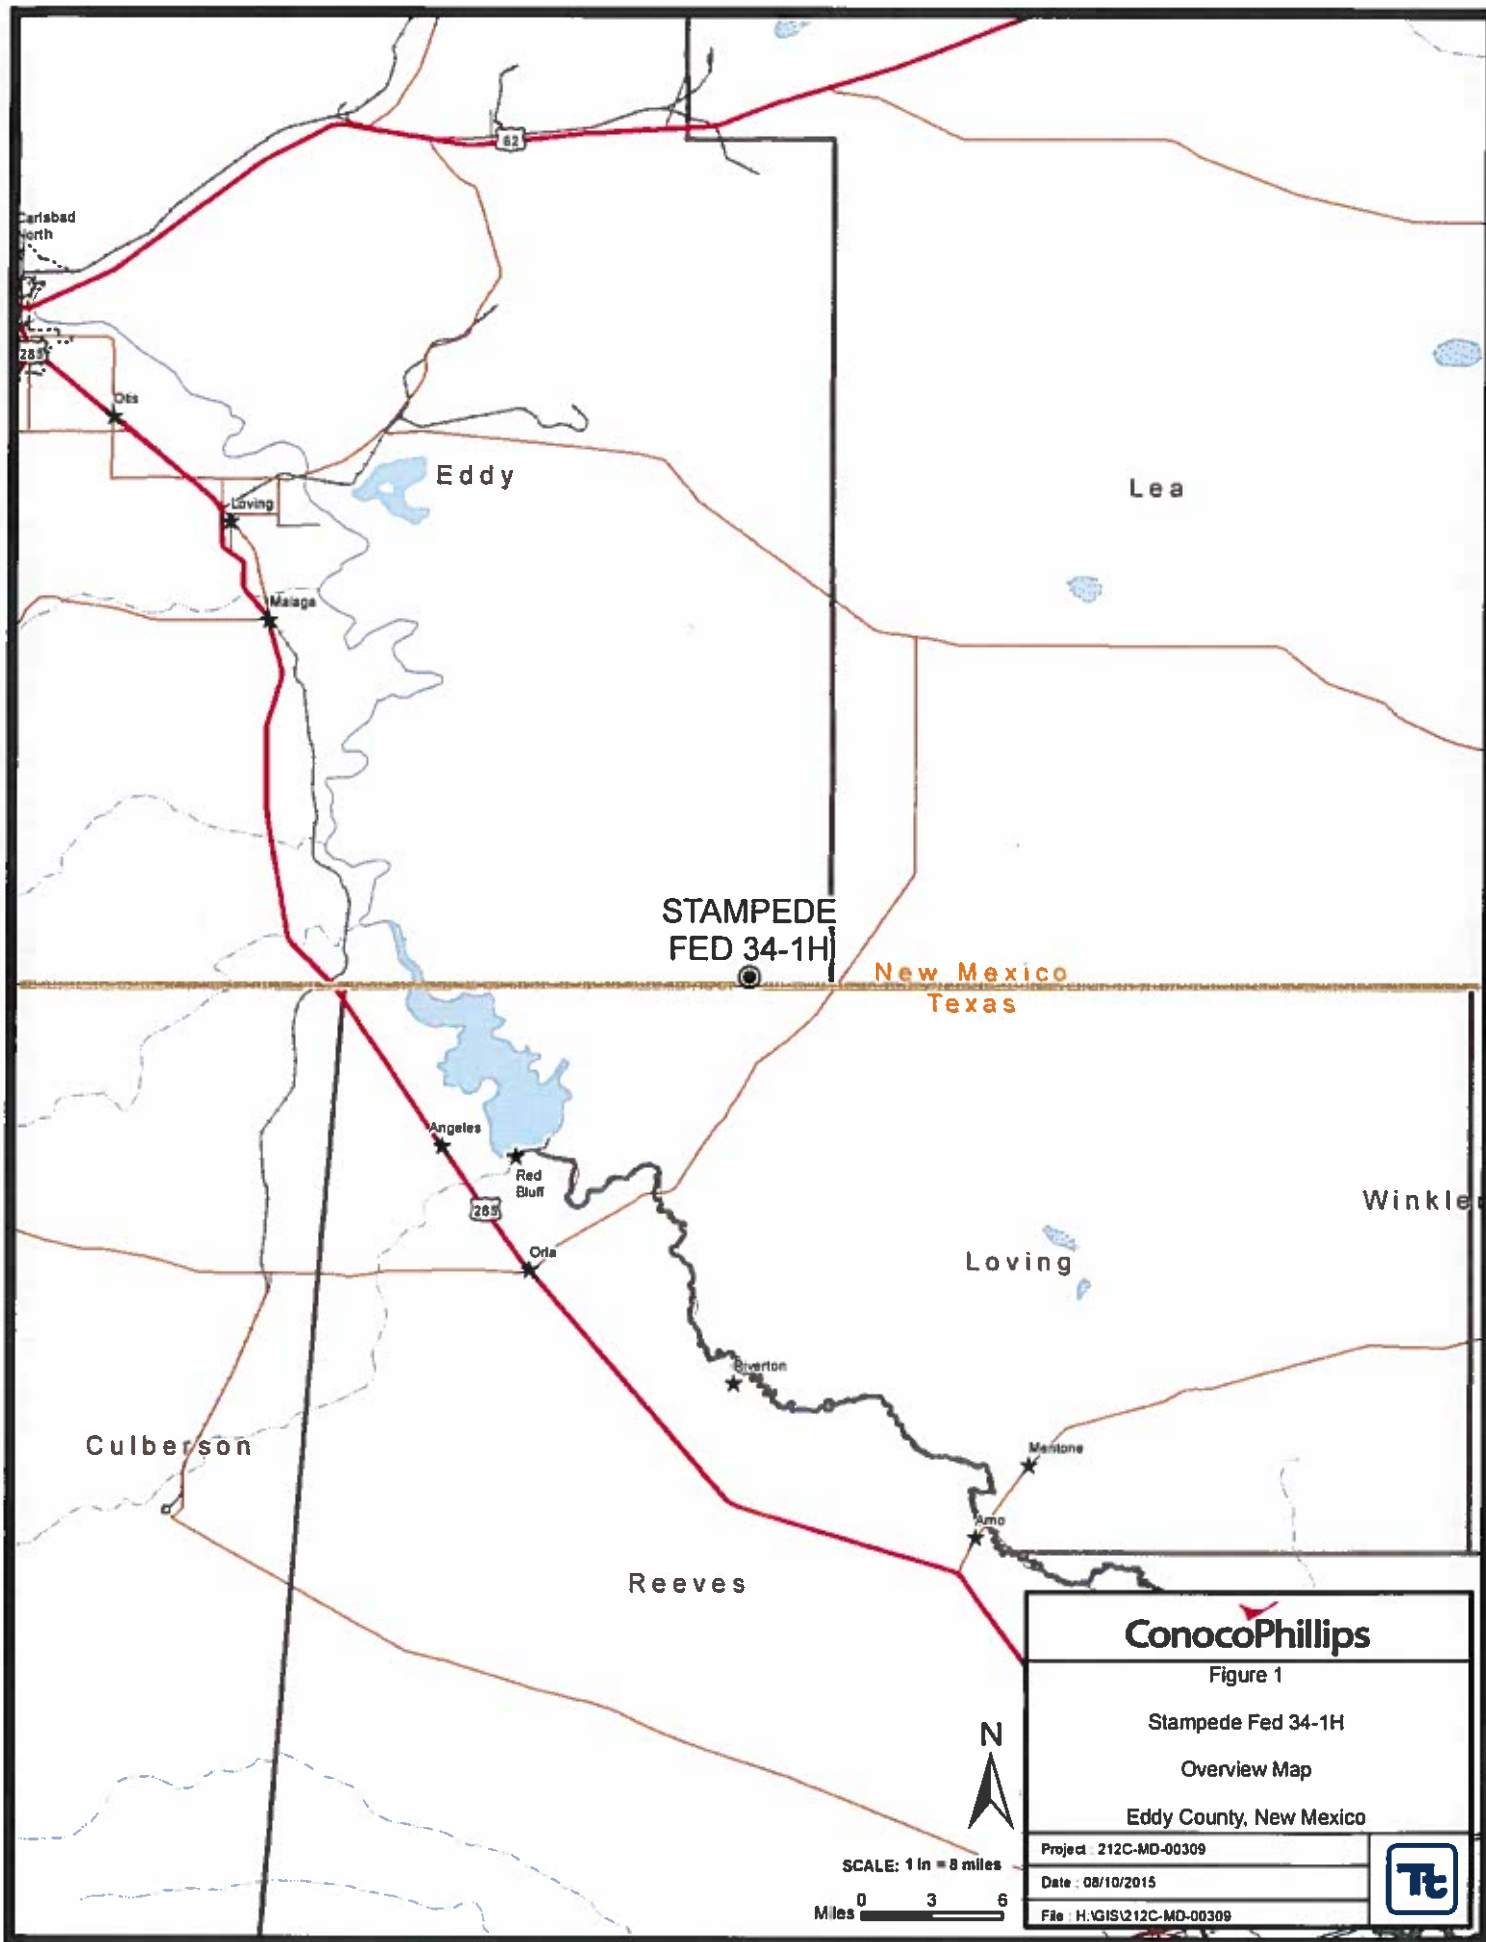 62
Carlsbad
North
285
Otis
Eddy
Lea
Loving
Malaga
STAMPEDE
FED 34-1H
New Mexico
Texas
Angeles
Red
Bluff
285
Winkler
Orla
Loving
Riverton
Culberson
Mentone
Arno
Reeves
ConocoPhillips
Figure 1
Stampede Fed 34-1H
Overview Map
Eddy County, New Mexico
N
Project : 212C-MD-00309
SCALE: 1 in = 8 miles
Date : 08/10/2015
0 3 6
Miles
File : H:\GIS\212C-MD-00309
Tt